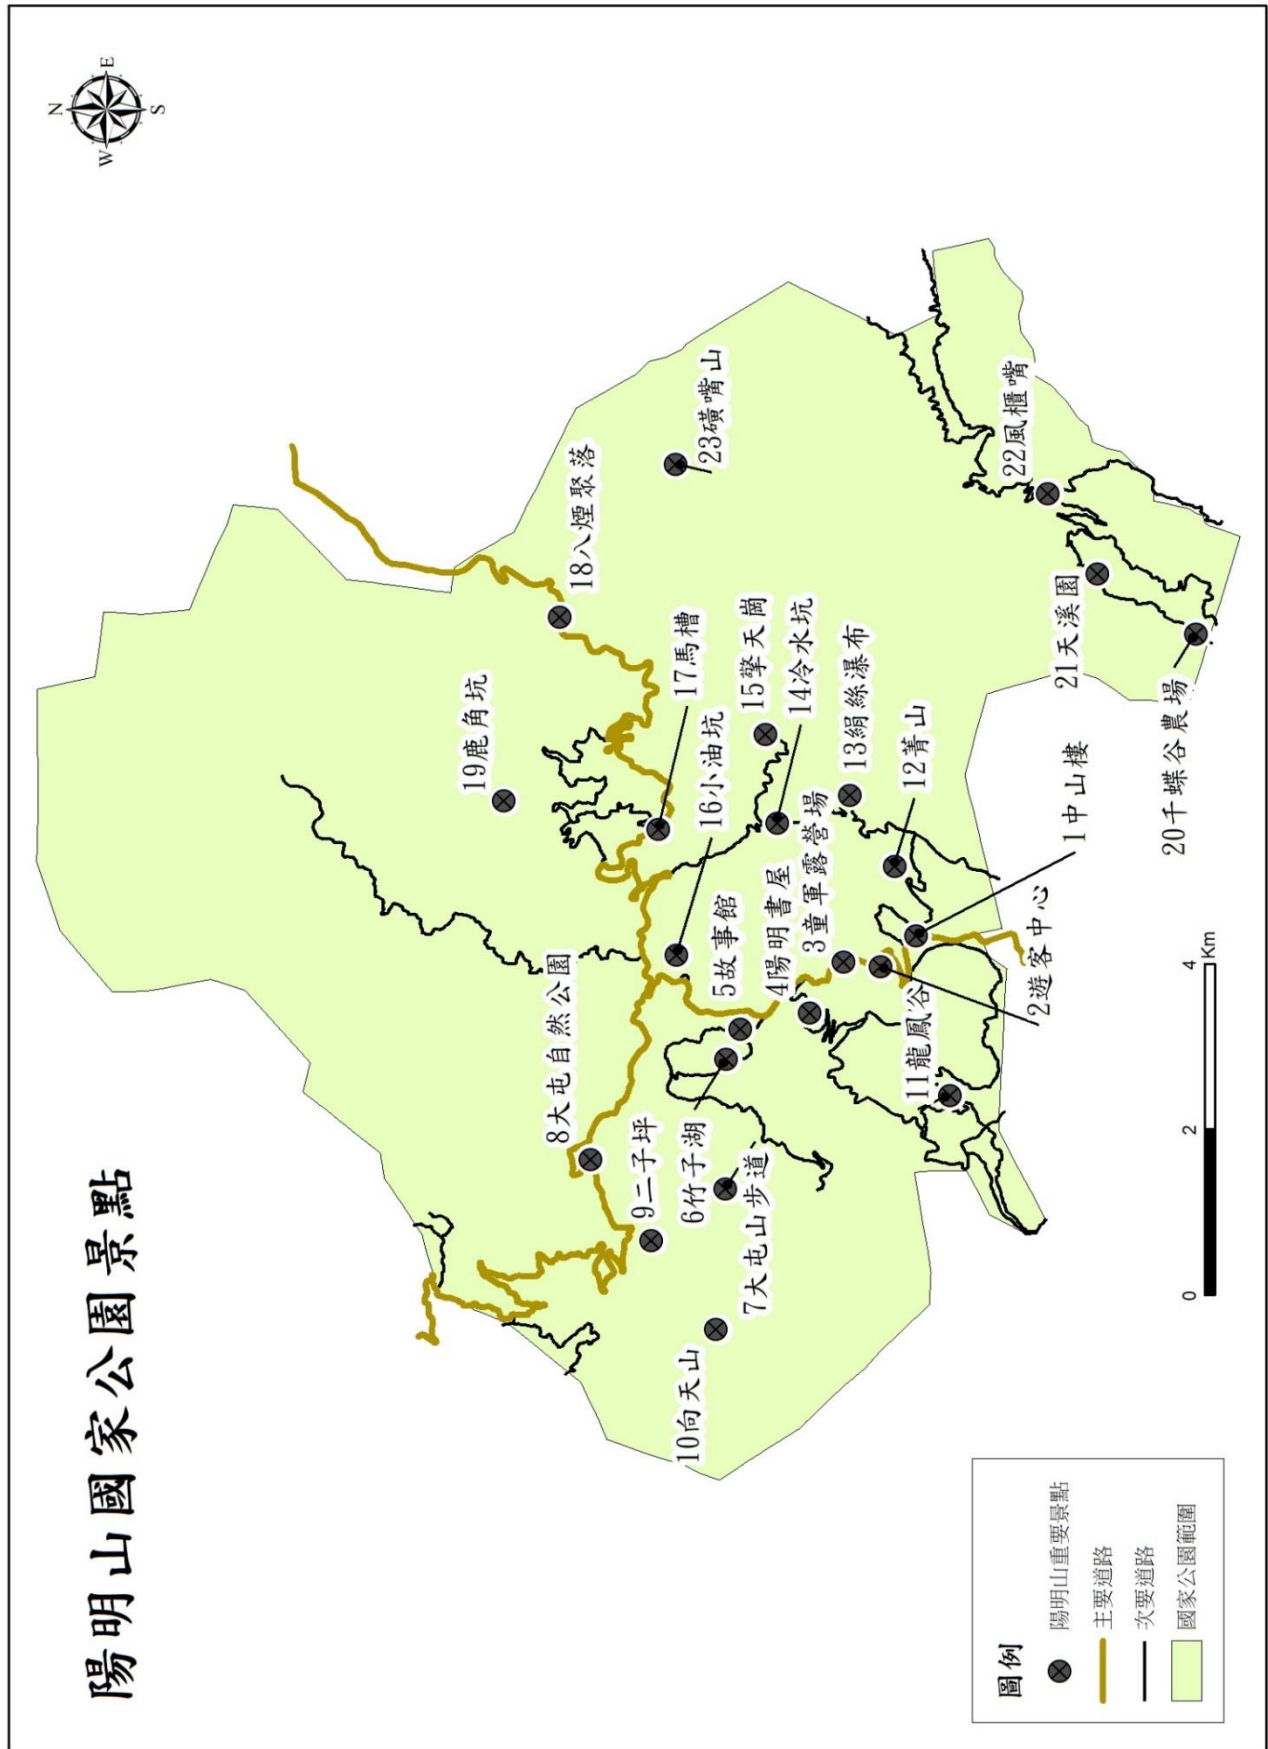 陽明山國家公園景點
N
W
E
S
19鹿角坑
18八煙聚落
8大屯自然公園
17馬槽
23磺嘴山
16小油坑
9二子坪
5故事館
15擎天崗
10向天山
6竹子湖
4陽明書屋
14冷水坑
7大屯山步道
3童軍露營場
13絹絲瀑布
11龍鳳谷
12菁山
22風櫃嘴
2遊客中心
1中山樓
21天溪園
20千蝶谷農場
圖例
陽明山重要景點
主要道路
次要道路
國家公園範圍
0
2
4
Km